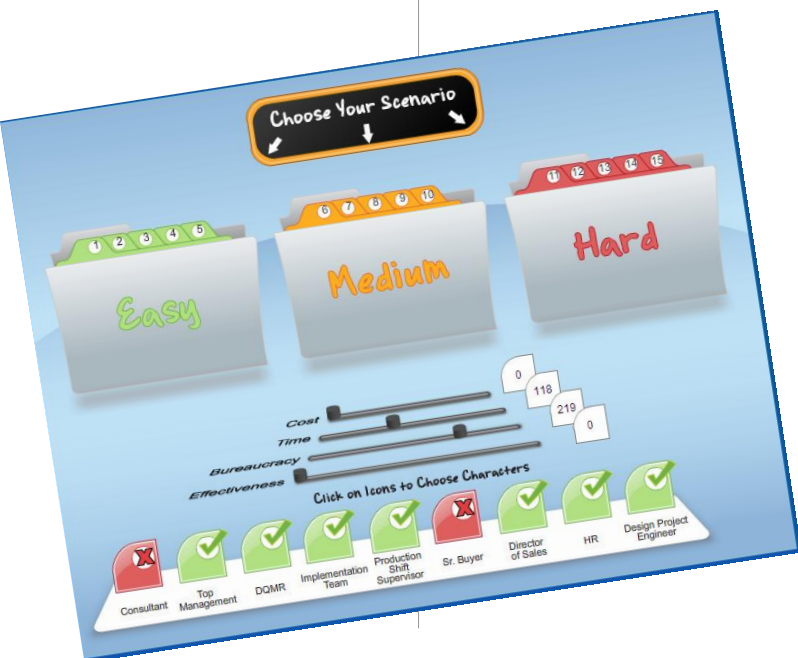 Choose Your Scenario
1 2 3 4 5
Easy
6 7 8 9 10
Medium
11 12 13 14 15
Hard
Cost 0
Time 118
Bureaucracy 219
Effectiveness 0
Click on Icons to Choose Characters
Consultant
Top
Management
DQMR
Implementation
Team
Production
Shift
Supervisor
Sr. Buyer
Director
of Sales
HR
Design Project
Engineer